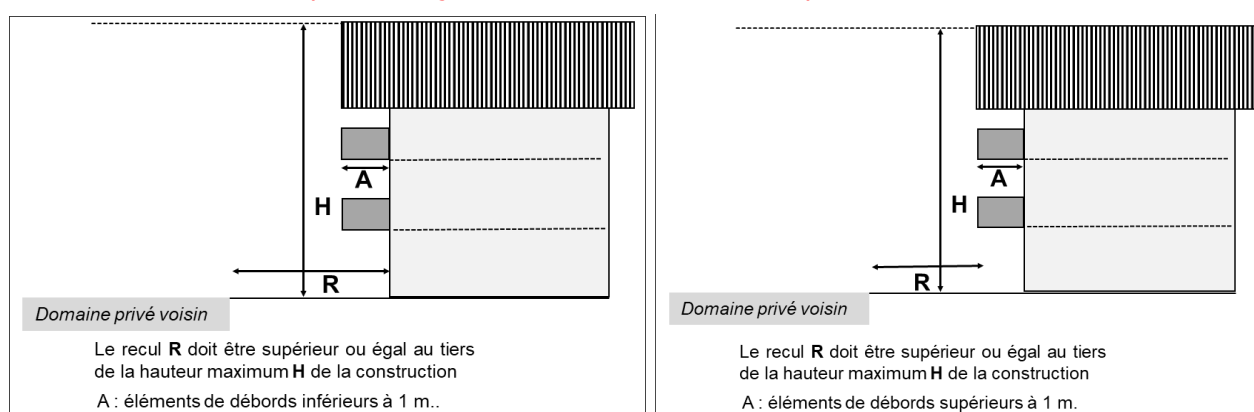 A
H
R
Domaine privé voisin
Le recul R doit être supérieur ou égal au tiers
de la hauteur maximum H de la construction
A : éléments de débords inférieurs à 1 m..
A
H
R
Domaine privé voisin
Le recul R doit être supérieur ou égal au tiers
de la hauteur maximum H de la construction
A : éléments de débords supérieurs à 1 m.